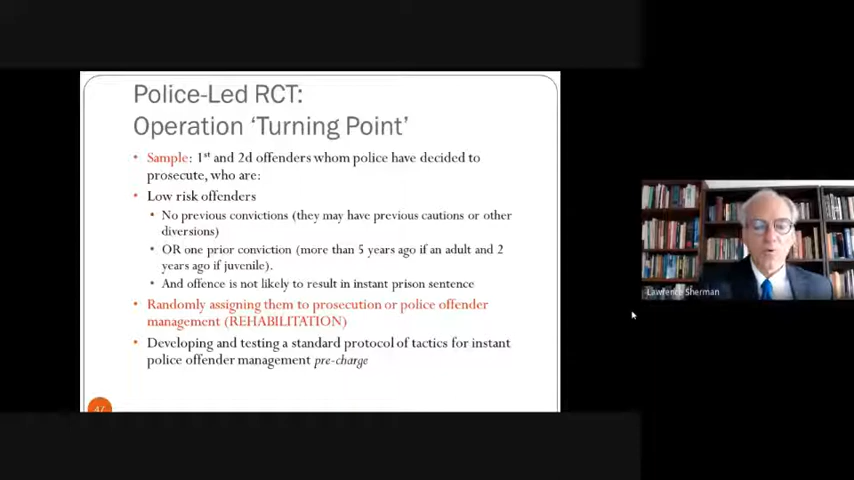 Police-Led RCT:
Operation ‘Turning Point’
• Sample: 1st and 2d offenders whom police have decided to
prosecute, who are:
• Low risk offenders
• No previous convictions (they may have previous cautions or other
diversions)
• OR one prior conviction (more than 5 years ago if an adult and 2
years ago if juvenile).
• And offence is not likely to result in instant prison sentence
• Randomly assigning them to prosecution or police offender
management (REHABILITATION)
• Developing and testing a standard protocol of tactics for instant
police offender management pre-charge
47
Lawrence Sherman